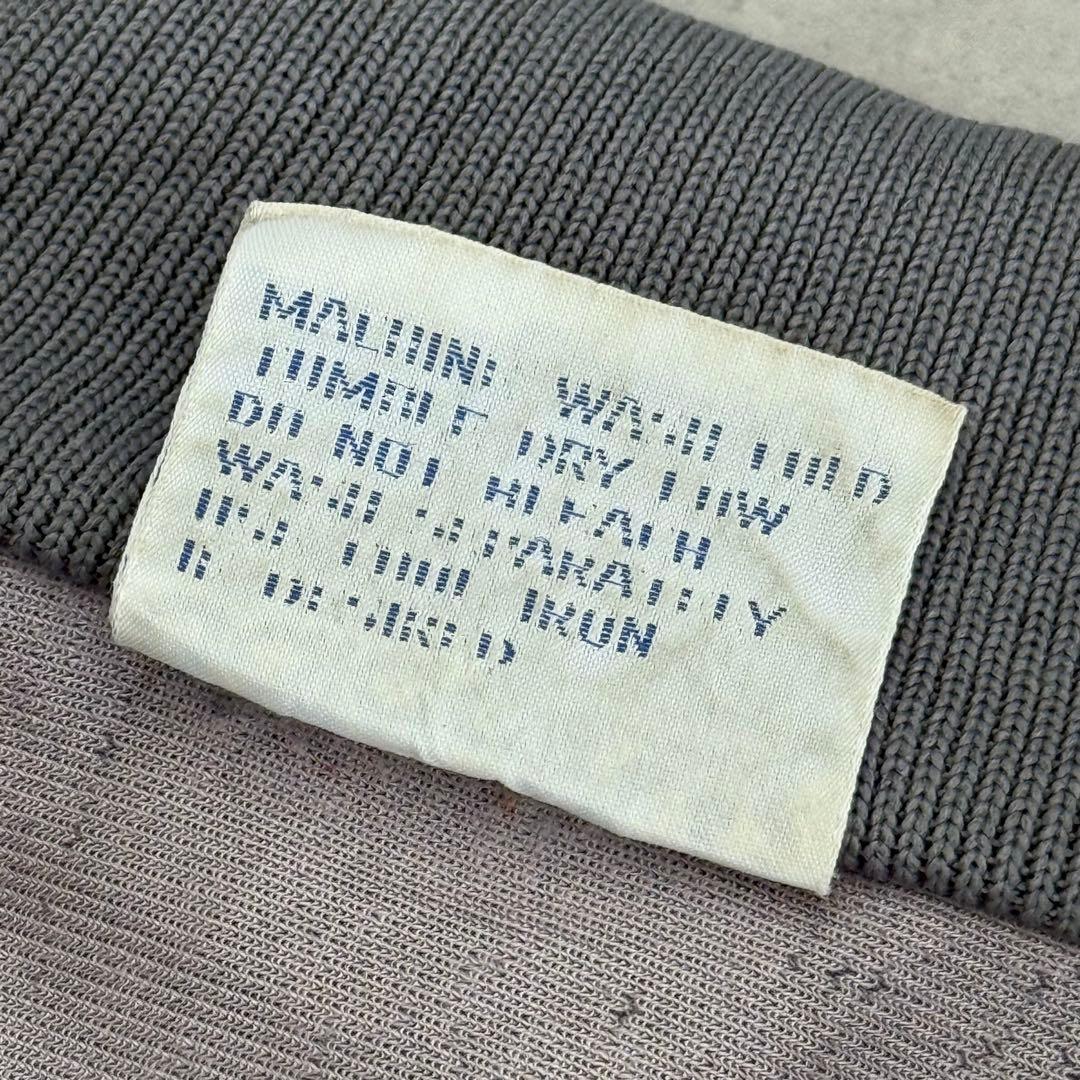 MACHINE WASH COLD
TUMBLE DRY LOW
DO NOT BLEACH
WASH SEPARATELY
USE COOL IRON
IF DESIRED